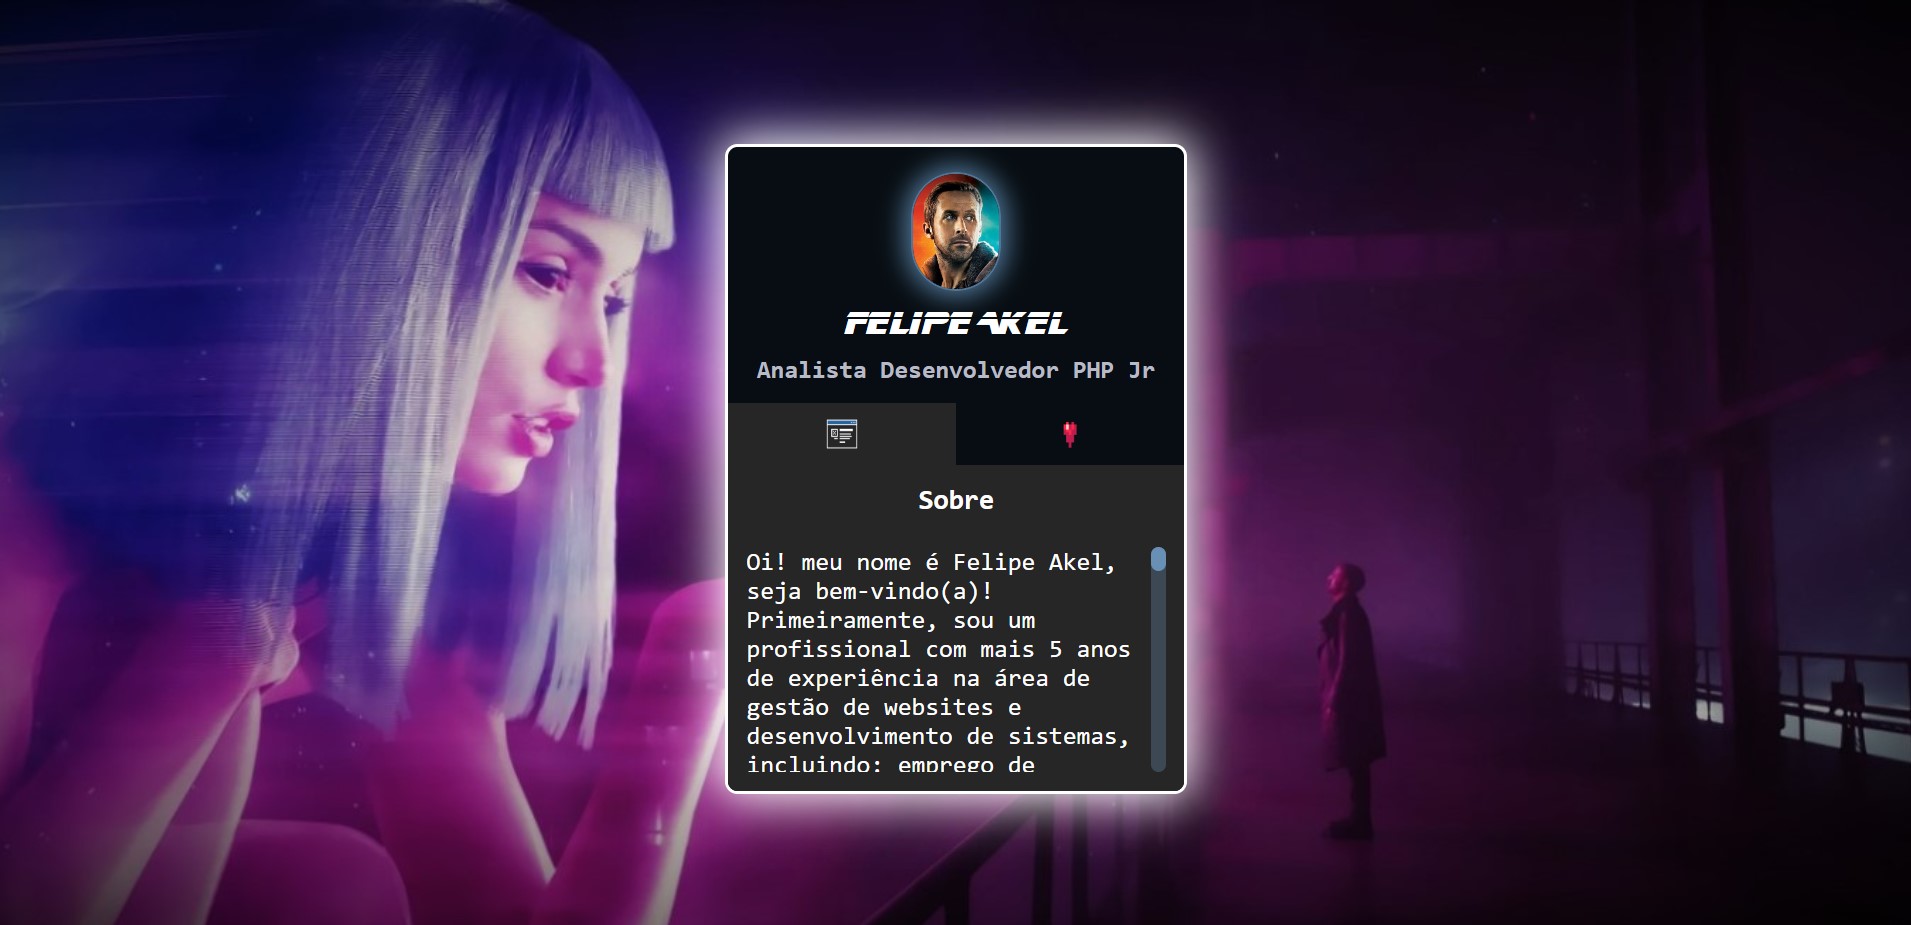 FELIPE AKEL
Analista Desenvolvedor PHP Jr
Sobre
Oi! meu nome é Felipe Akel,
seja bem-vindo(a)!
Primeiramente, sou um
profissional com mais 5 anos
de experiência na área de
gestão de websites e
desenvolvimento de sistemas,
incluindo: emprego de